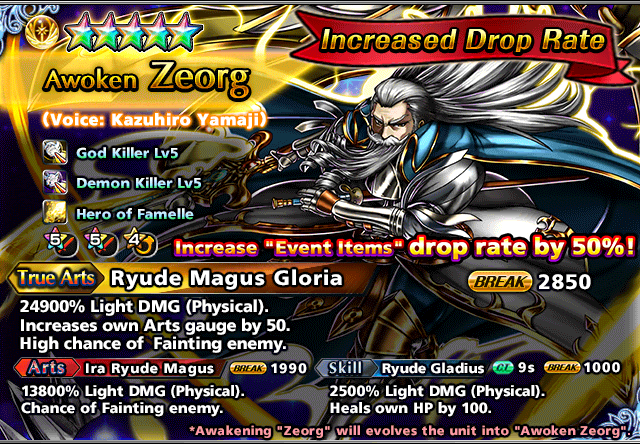 Increased Drop Rate
Awoken Zeorg
(Voice: Kazuhiro Yamaji)
God Killer Lv5
Demon Killer Lv5
Hero of Famelle
5 5 4
Increase "Event Items" drop rate by 50%!
True Arts Ryude Magus Gloria BREAK 2850
24900% Light DMG (Physical).
Increases own Arts gauge by 50.
High chance of Fainting enemy.
Arts Ira Ryude Magus BREAK 1990
13800% Light DMG (Physical).
Chance of Fainting enemy.
Skill Ryude Gladius CT 9s BREAK 1000
2500% Light DMG (Physical).
Heals own HP by 100.
*Awakening "Zeorg" will evolves the unit into "Awoken Zeorg".